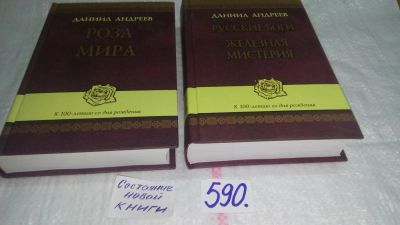 ДАНИИЛ АНДРЕЕВ
РОЗА
МИРА
К 100-летию со дня рождения
ДАНИИЛ АНДРЕЕВ
РУССКИЕ БОГИ
ЖЕЛЕЗНАЯ
МИСТЕРИЯ
К 100-летию со дня рождения
Состояние
новой
книги
590.